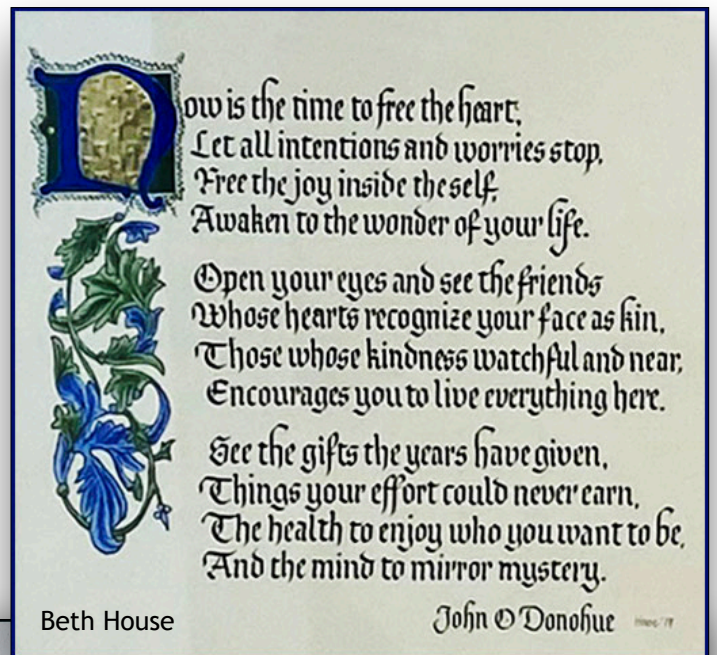 Now is the time to free the heart,
Let all intentions and worries stop,
Free the joy inside the self,
Awaken to the wonder of your life.
Open your eyes and see the friends
Whose hearts recognize your face as kin,
Those whose kindness watchful and near,
Encourages you to live everything here.
See the gifts the years have given,
Things your effort could never earn,
The health to enjoy who you want to be,
And the mind to mirror mystery.
John O Donohue
Beth House